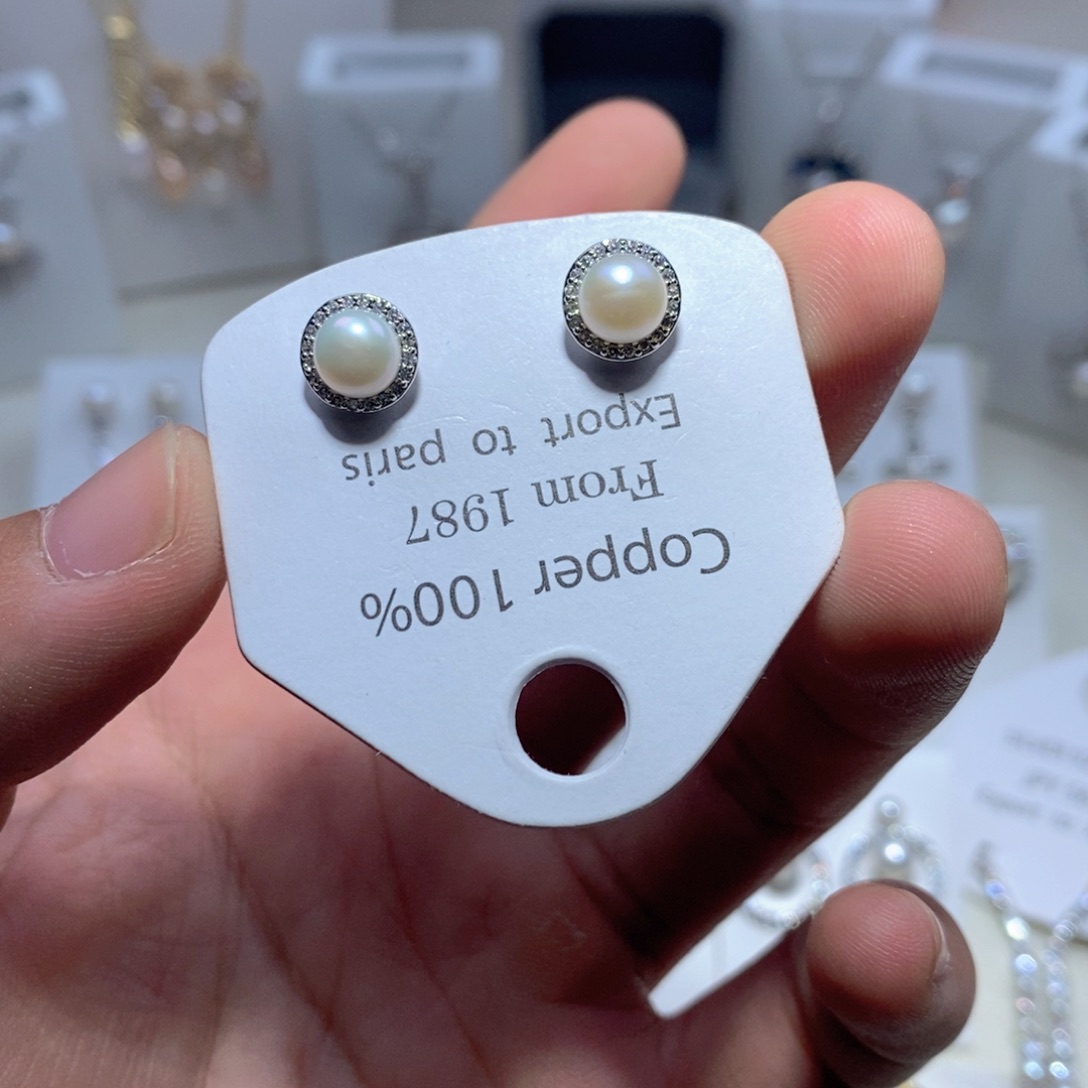 Copper 100%
From 1987
Export to paris